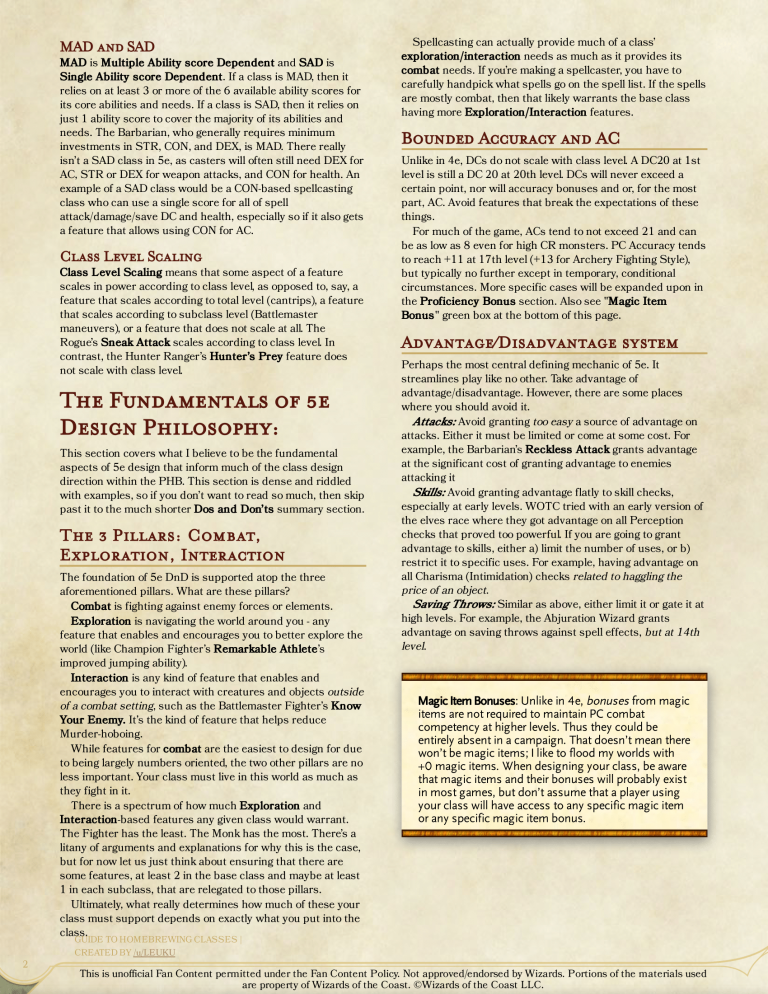 MAD and SAD
MAD is Multiple Ability score Dependent and SAD is
Single Ability score Dependent. If a class is MAD, then it
relies on at least 3 or more of the 6 available ability scores for
its core abilities and needs. If a class is SAD, then it relies on
just 1 ability score to cover the majority of its abilities and
needs. The Barbarian, who generally requires minimum
investments in STR, CON, and DEX, is MAD. There really
isn't a SAD class in 5e, as casters will often still need DEX for
AC, STR or DEX for weapon attacks, and CON for health. An
example of a SAD class would be a CON-based spellcasting
class who can use a single score for all of spell
attack/damage/save DC and health, especially so if it also gets
a feature that allows using CON for AC.
Class Level Scaling
Class Level Scaling means that some aspect of a feature
scales in power according to class level, as opposed to, say, a
feature that scales according to total level (cantrips), a feature
that scales according to subclass level (Battlemaster
maneuvers), or a feature that does not scale at all. The
Rogue's Sneak Attack scales according to class level. In
contrast, the Hunter Ranger's Hunter's Prey feature does
not scale with class level.
The Fundamentals of 5e
Design Philosophy:
This section covers what I believe to be the fundamental
aspects of 5e design that inform much of the class design
direction within the PHB. This section is dense and riddled
with examples, so if you don't want to read so much, then skip
past it to the much shorter Dos and Don'ts summary section.
The 3 Pillars: Combat,
Exploration, Interaction
The foundation of 5e DnD is supported atop the three
aforementioned pillars. What are these pillars?
Combat is fighting against enemy forces or elements.
Exploration is navigating the world around you - any
feature that enables and encourages you to better explore the
world (like Champion Fighter's Remarkable Athlete's
improved jumping ability).
Interaction is any kind of feature that enables and
encourages you to interact with creatures and objects outside
of a combat setting, such as the Battlemaster Fighter's Know
Your Enemy. It's the kind of feature that helps reduce
Murder-hoboing.
While features for combat are the easiest to design for due
to being largely numbers oriented, the two other pillars are no
less important. Your class must live in this world as much as
they fight in it.
There is a spectrum of how much Exploration and
Interaction-based features any given class would warrant.
The Fighter has the least. The Monk has the most. There's a
litany of arguments and explanations for why this is the case,
but for now let us just think about ensuring that there are
some features, at least 2 in the base class and maybe at least
1 in each subclass, that are relegated to those pillars.
Ultimately, what really determines how much of these your
class must support depends on exactly what you put into the
class.
Spellcasting can actually provide much of a class'
exploration/interaction needs as much as it provides its
combat needs. If you're making a spellcaster, you have to
carefully handpick what spells go on the spell list. If the spells
are mostly combat, then that likely warrants the base class
having more Exploration/Interaction features.
Bounded Accuracy and AC
Unlike in 4e, DCs do not scale with class level. A DC20 at 1st
level is still a DC 20 at 20th level. DCs will never exceed a
certain point, nor will accuracy bonuses and or, for the most
part, AC. Avoid features that break the expectations of these
things.
For much of the game, ACs tend to not exceed 21 and can
be as low as 8 even for high CR monsters. PC Accuracy tends
to reach +11 at 17th level (+13 for Archery Fighting Style),
but typically no further except in temporary, conditional
circumstances. More specific cases will be expanded upon in
the Proficiency Bonus section. Also see "Magic Item
Bonus" green box at the bottom of this page.
Advantage/Disadvantage system
Perhaps the most central defining mechanic of 5e. It
streamlines play like no other. Take advantage of
advantage/disadvantage. However, there are some places
where you should avoid it.
Attacks: Avoid granting too easy a source of advantage on
attacks. Either it must be limited or come at some cost. For
example, the Barbarian's Reckless Attack grants advantage
at the significant cost of granting advantage to enemies
attacking it
Skills: Avoid granting advantage flatly to skill checks,
especially at early levels. WOTC tried with an early version of
the elves race where they got advantage on all Perception
checks that proved too powerful. If you are going to grant
advantage to skills, either a) limit the number of uses, or b)
restrict it to specific uses. For example, having advantage on
all Charisma (Intimidation) checks related to haggling the
price of an object.
Saving Throws: Similar as above, either limit it or gate it at
high levels. For example, the Abjuration Wizard grants
advantage on saving throws against spell effects, but at 14th
level.
Magic Item Bonuses: Unlike in 4e, bonuses from magic
items are not required to maintain PC combat
competency at higher levels. Thus they could be
entirely absent in a campaign. That doesn't mean there
won't be magic items; I like to flood my worlds with
+0 magic items. When designing your class, be aware
that magic items and their bonuses will probably exist
in most games, but don't assume that a player using
your class will have access to any specific magic item
or any specific magic item bonus.
GUIDE TO HOMEBREWING CLASSES |
CREATED BY /u/LEUKU
2
This is unofficial Fan Content permitted under the Fan Content Policy. Not approved/endorsed by Wizards. Portions of the materials used
are property of Wizards of the Coast. ©Wizards of the Coast LLC.